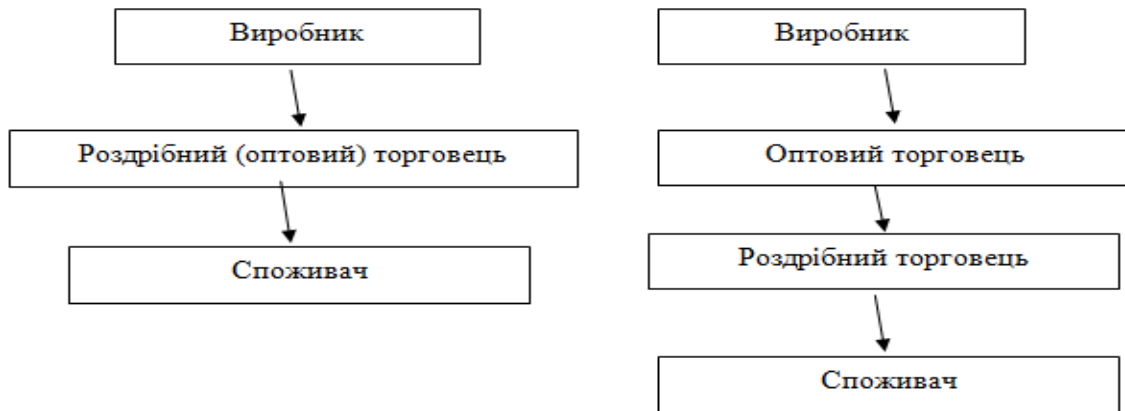 Виробник
Роздрібний (оптовий) торговець
Споживач
Виробник
Оптовий торговець
Роздрібний торговець
Споживач